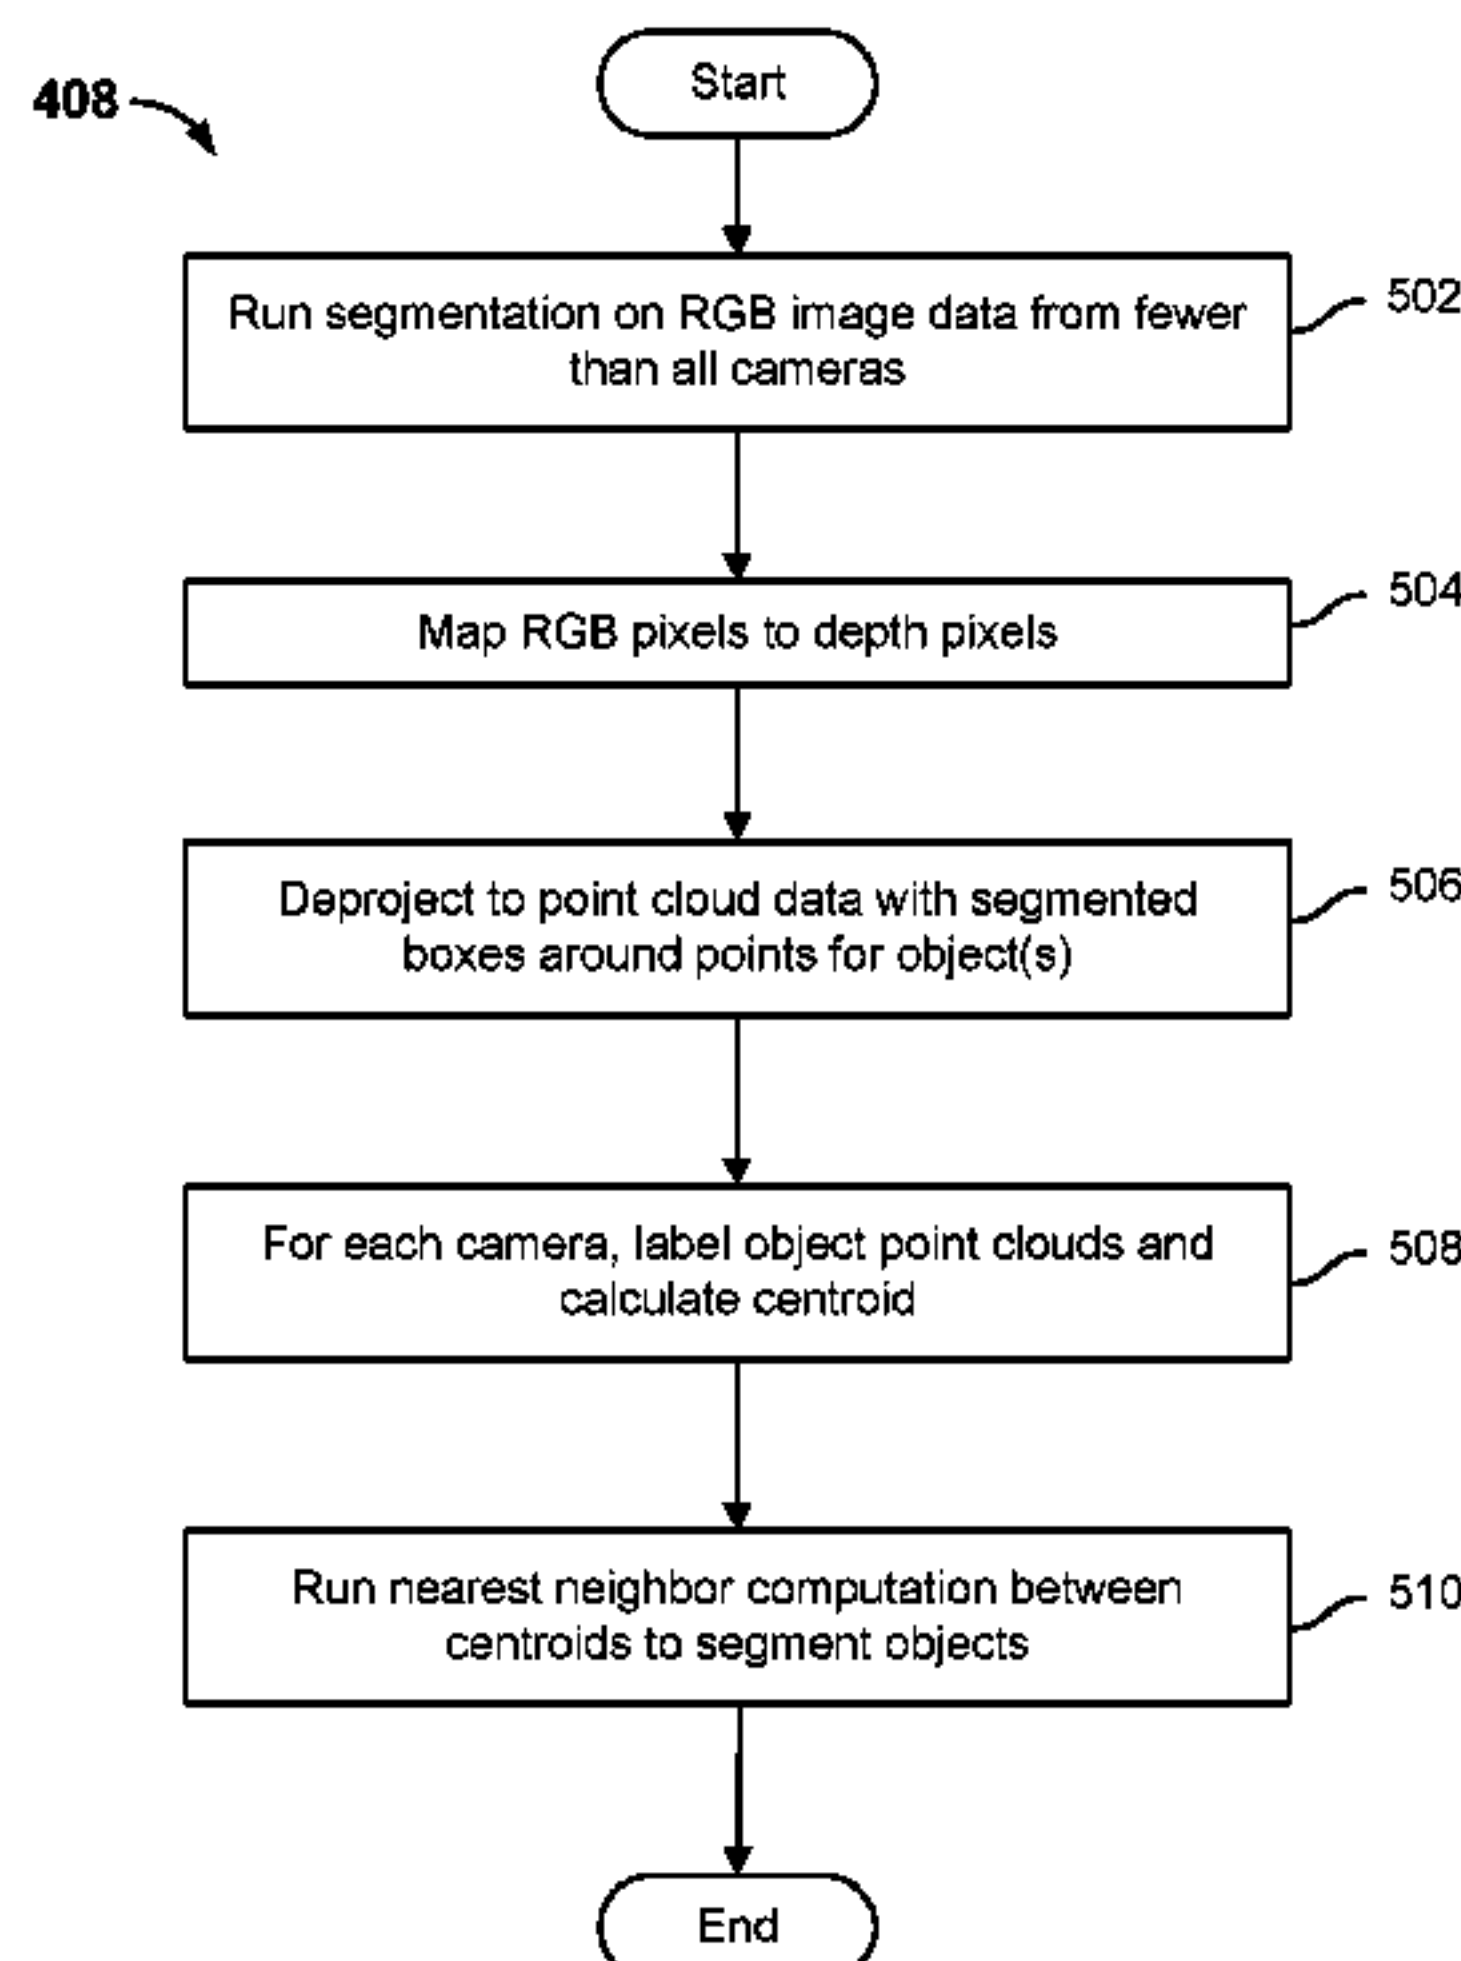 408
Start
Run segmentation on RGB image data from fewer
than all cameras
502
Map RGB pixels to depth pixels
504
Deproject to point cloud data with segmented
boxes around points for object(s)
506
For each camera, label object point clouds and
calculate centroid
508
Run nearest neighbor computation between
centroids to segment objects
510
End